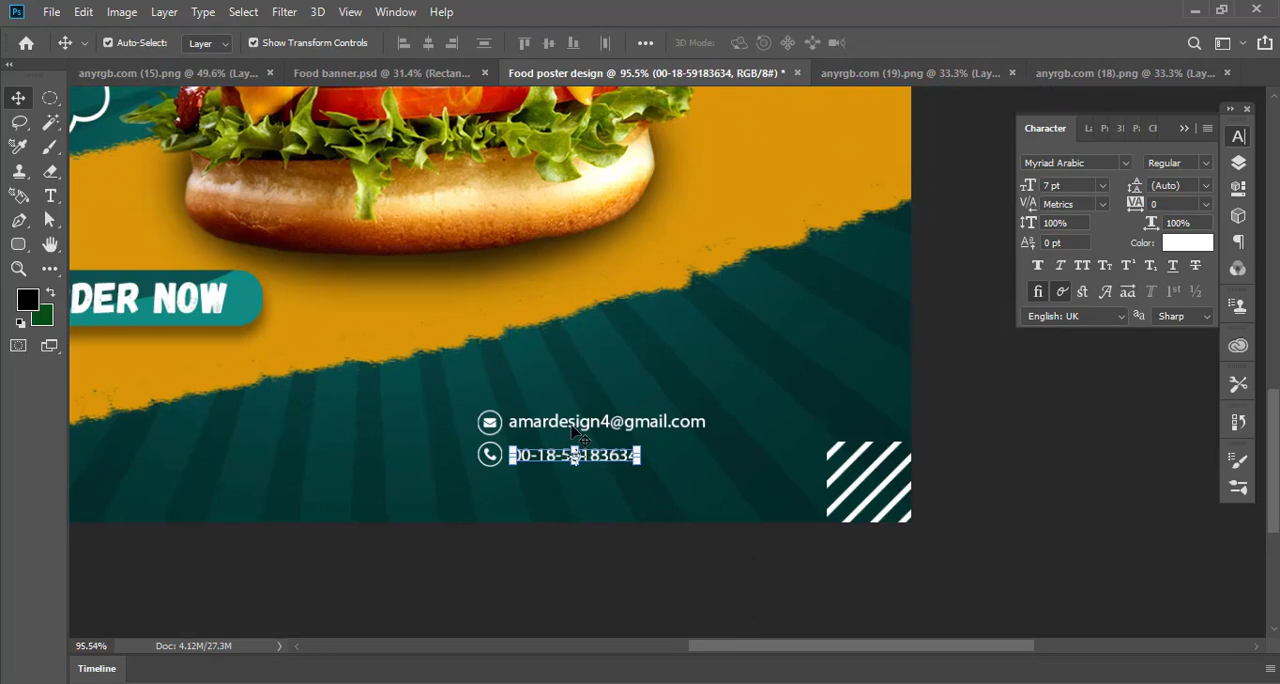 Ps File Edit Image Layer Type Select Filter 3D View Window Help
Auto-Select: Layer Show Transform Controls 3D Mode:
anyrgb.com (15).png @ 49.6% (Lay... × Food banner.psd @ 31.4% (Rectan... × Food poster design @ 95.5% (00-18-59183634, RGB/8#) * × anyrgb.com (19).png @ 33.3% (Lay... × anyrgb.com (18).png @ 33.3% (Lay... ×
Character
Myriad Arabic Regular
7 pt (Auto)
Metrics 0
100% 100%
0 pt Color:
English: UK Sharp
DER NOW
amardesign4@gmail.com
00-18-59183634
95.54% Doc: 4.12M/27.3M
Timeline